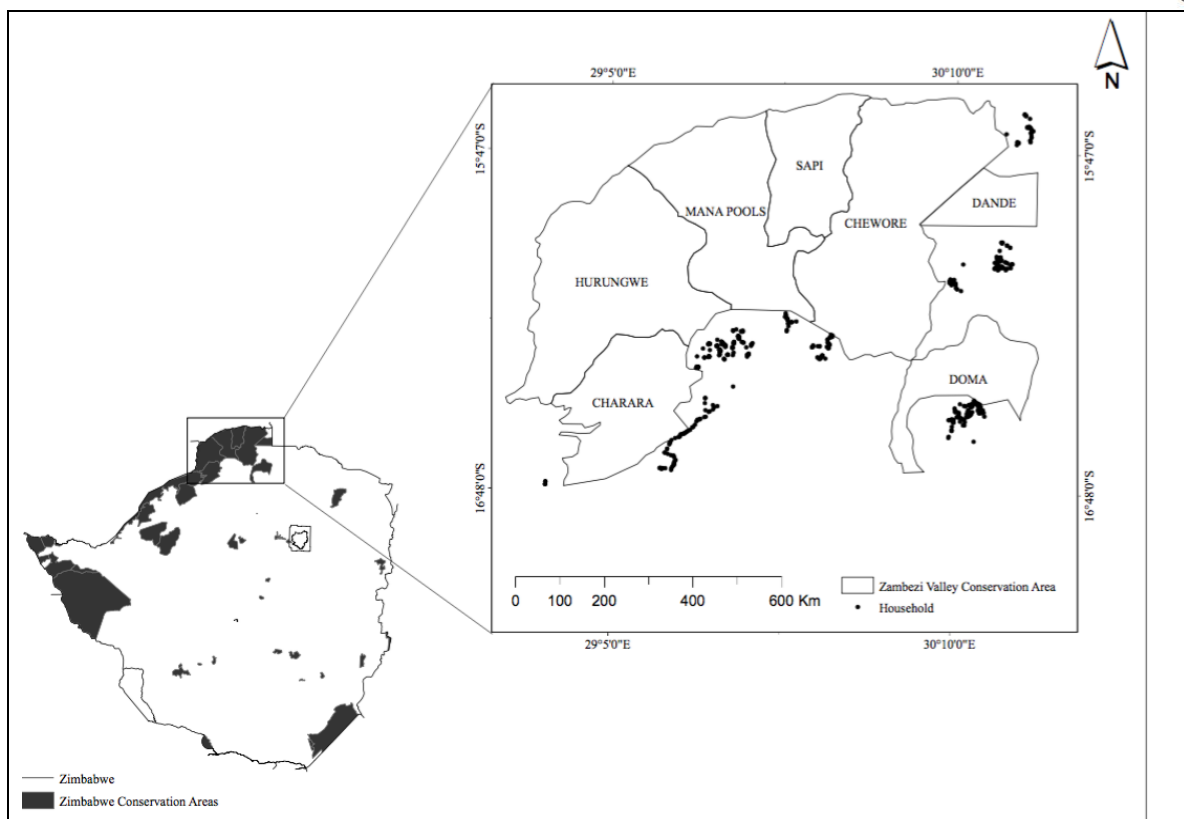 N
29°5'0"E 30°10'0"E
15°47'0"S 15°47'0"S
SAPI
DANDE
MANA POOLS
CHEWORE
HURUNGWE
DOMA
CHARARA
16°48'0"S 16°48'0"S
Zambezi Valley Conservation Area
0 100 200 400 600 Km
Household
29°5'0"E 30°10'0"E
Zimbabwe
Zimbabwe Conservation Areas